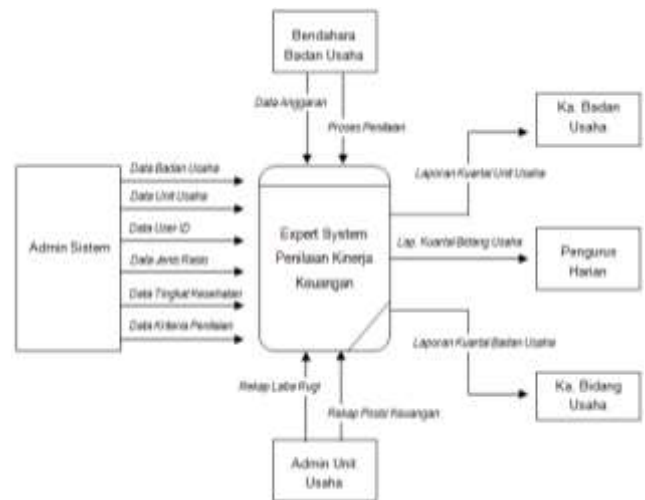 Bendahara
Badan Usaha
Data Anggaran
Proses Penilaian
Ka. Badan
Usaha
Data Badan Usaha
Laporan Kuartal Unit Usaha
Data Unit Usaha
Data User ID
Admin Sistem
Expert System
Penilaian Kinerja
Keuangan
Lap. Kuartal Bidang Usaha
Pengurus
Harian
Data Jenis Rasio
Data Tingkat Kesehatan
Data Kriteria Penilaian
Laporan Kuartal Badan Usaha
Rekap Laba Rugi
Rekap Posisi Keuangan
Ka. Bidang
Usaha
Admin Unit
Usaha